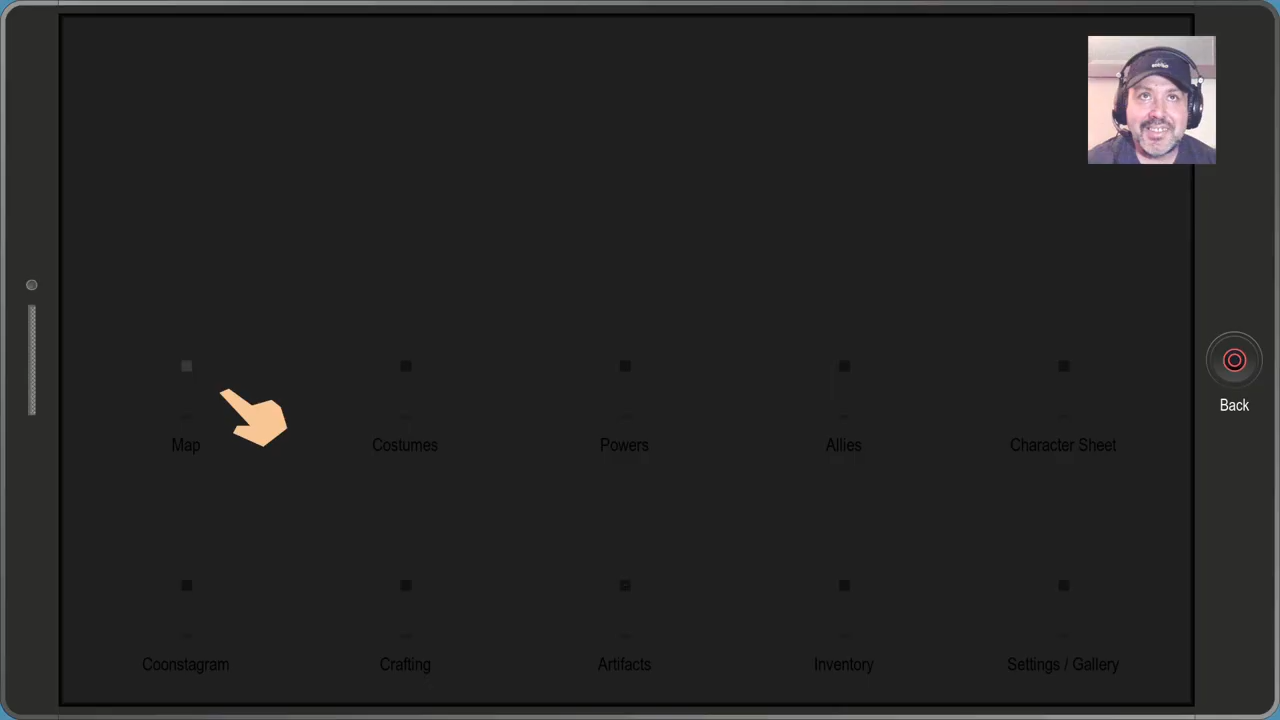 Back
Map
Costumes
Powers
Allies
Character Sheet
Coonstagram
Crafting
Artifacts
Inventory
Settings / Gallery